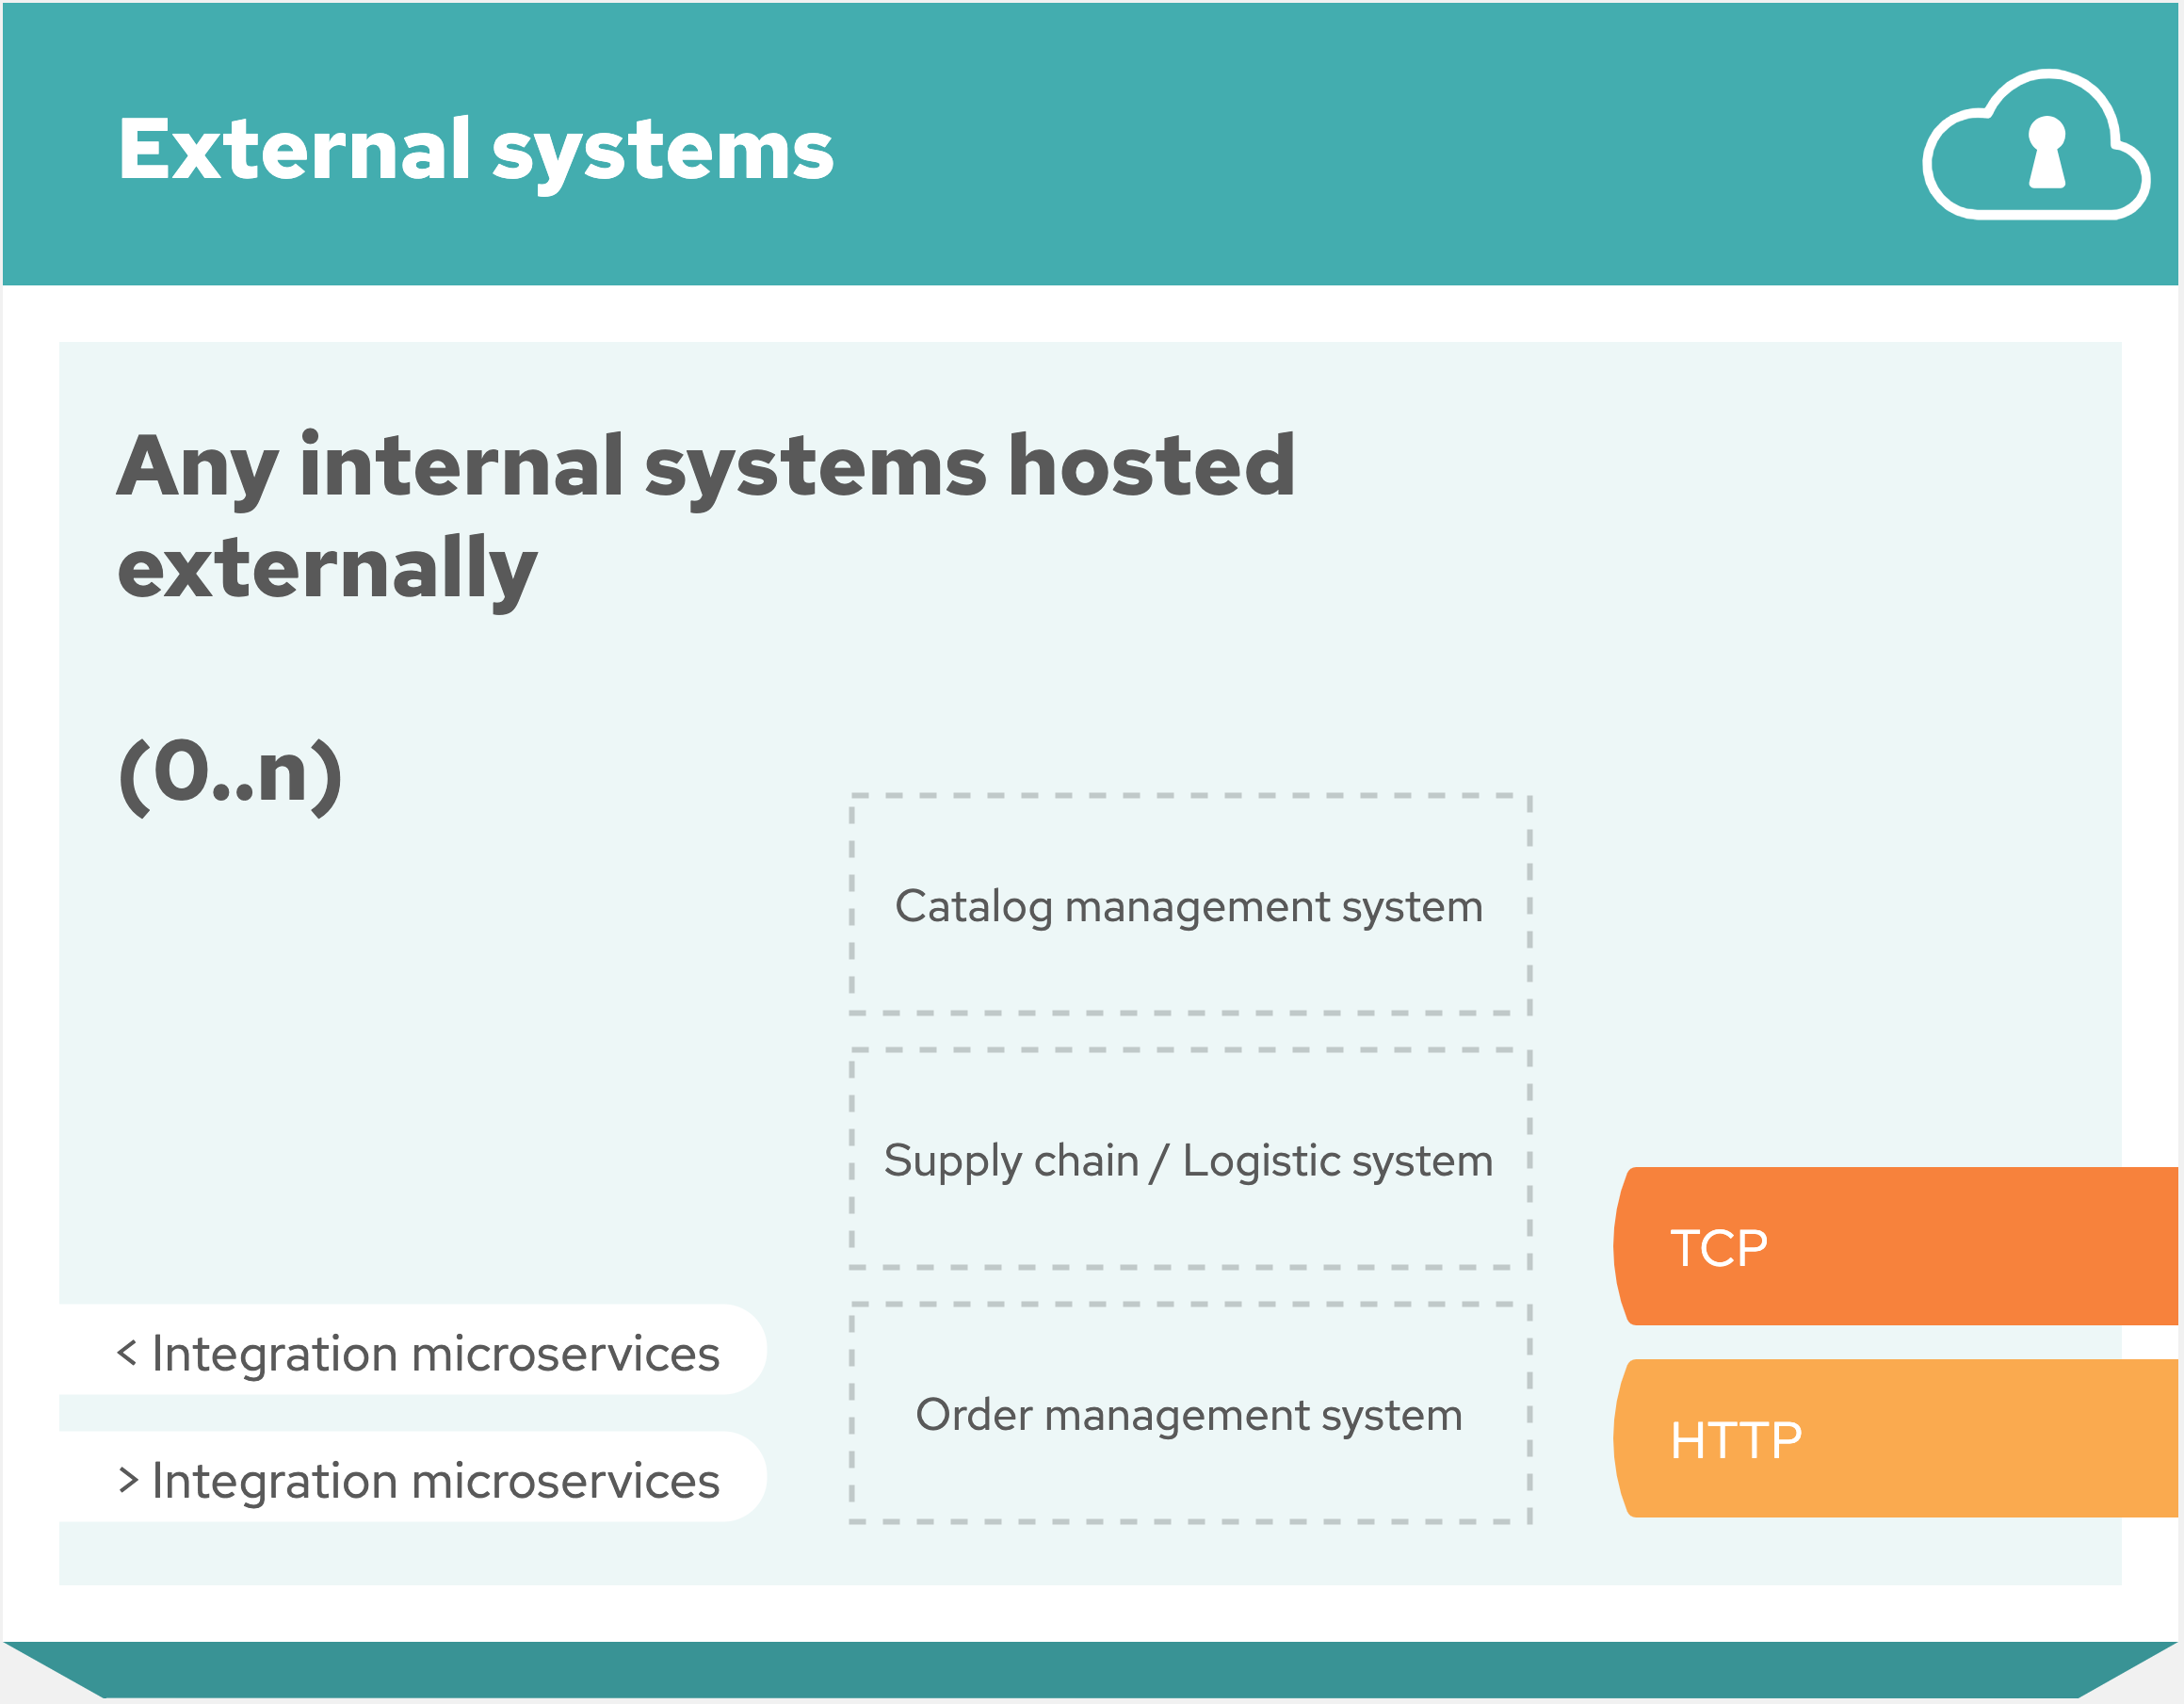 External systems
Any internal systems hosted
externally
(0..n)
Catalog management system
Supply chain / Logistic system
TCP
< Integration microservices
Order management system
HTTP
> Integration microservices